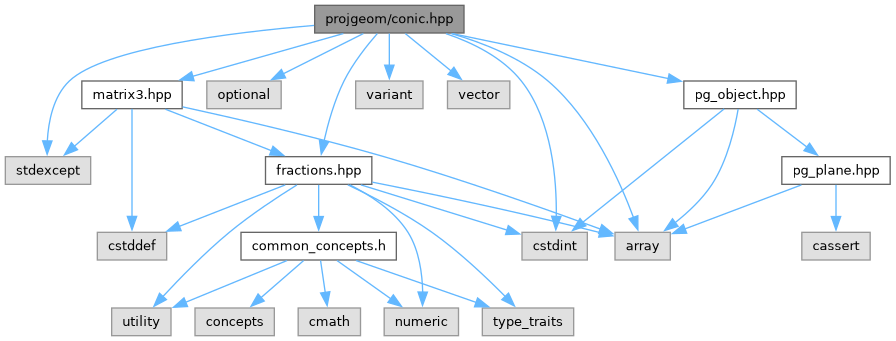 projgeom/conic.hpp
matrix3.hpp
optional
variant
vector
pg_object.hpp
stdexcept
fractions.hpp
pg_plane.hpp
cstddef
common_concepts.h
cstdint
array
cassert
utility
concepts
cmath
numeric
type_traits